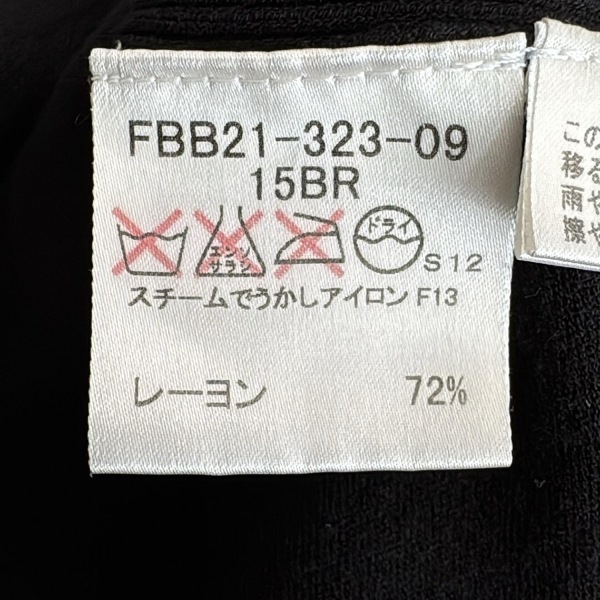 FBB21-323-09
15BR
エンソ
サラシ
ドライ
S12
スチームでうかしアイロン F13
レーヨン 72%
この
移る
雨や
擦や